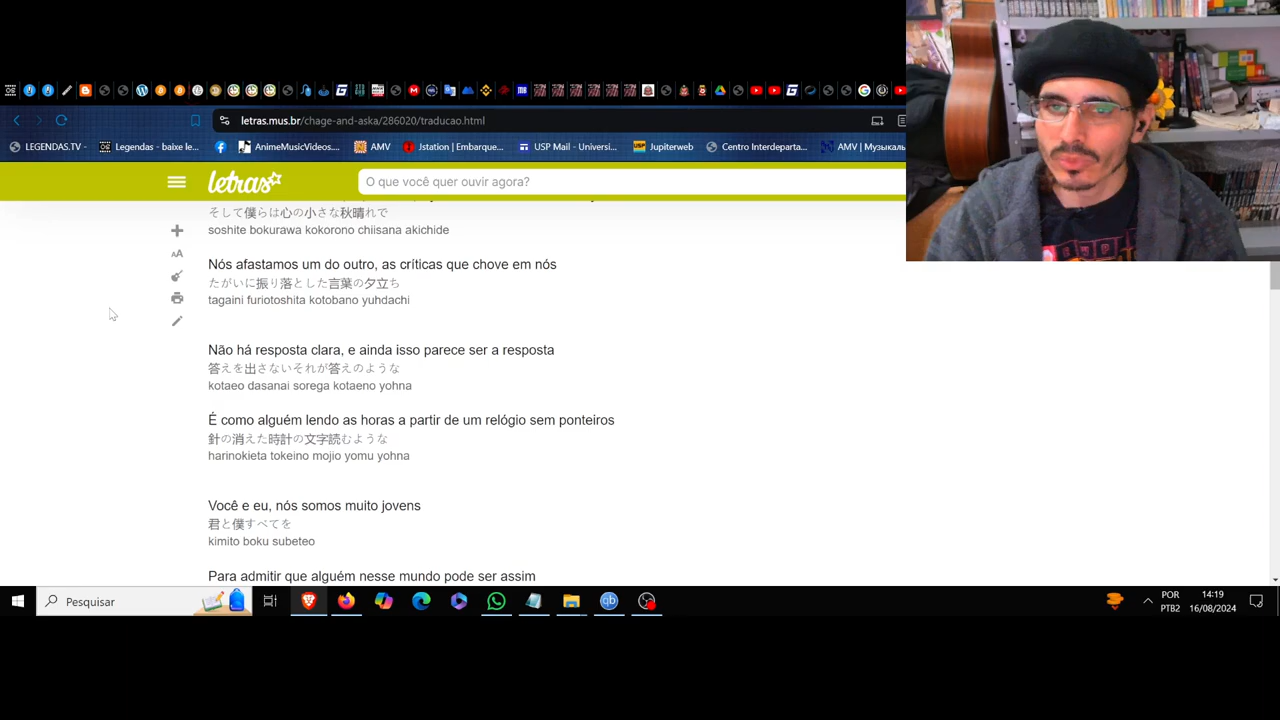 letras.mus.br/chage-and-aska/286020/traducao.html
LEGENDAS.TV -
Legendas - baixe le...
AnimeMusicVideos...
AMV
Jstation | Embarque...
USP Mail - Universi...
Jupiterweb
Centro Interdeparta...
AMV | Музыкаль
letras
O que você quer ouvir agora?
そして僕らは心の小さな秋晴れで
soshite bokurawa kokorono chiisana akichide
Nós afastamos um do outro, as críticas que chove em nós
たがいに振り落とした言葉の夕立ち
tagaini furiotoshita kotobano yuhdachi
Não há resposta clara, e ainda isso parece ser a resposta
答えを出さないそれが答えのような
kotaeo dasanai sorega kotaeno yohna
É como alguém lendo as horas a partir de um relógio sem ponteiros
針の消えた時計の文字読むような
harinokieta tokeino mojio yomu yohna
Você e eu, nós somos muito jovens
君と僕すべてを
kimito boku subeteo
Para admitir que alguém nesse mundo pode ser assim
Pesquisar
POR
PTB2
14:19
16/08/2024